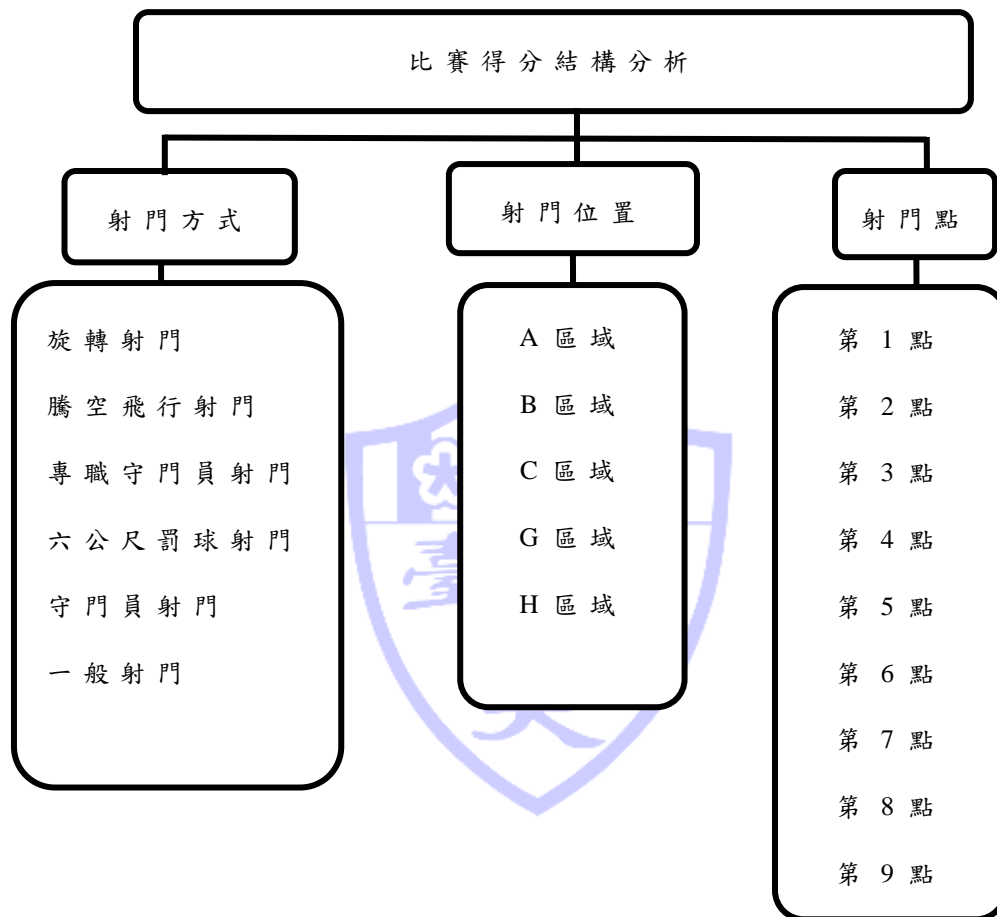 比賽得分結構分析
射門方式
射門位置
射門點
旋轉射門
騰空飛行射門
專職守門員射門
六公尺罰球射門
守門員射門
一般射門
A 區域
B 區域
C 區域
G 區域
H 區域
第 1 點
第 2 點
第 3 點
第 4 點
第 5 點
第 6 點
第 7 點
第 8 點
第 9 點